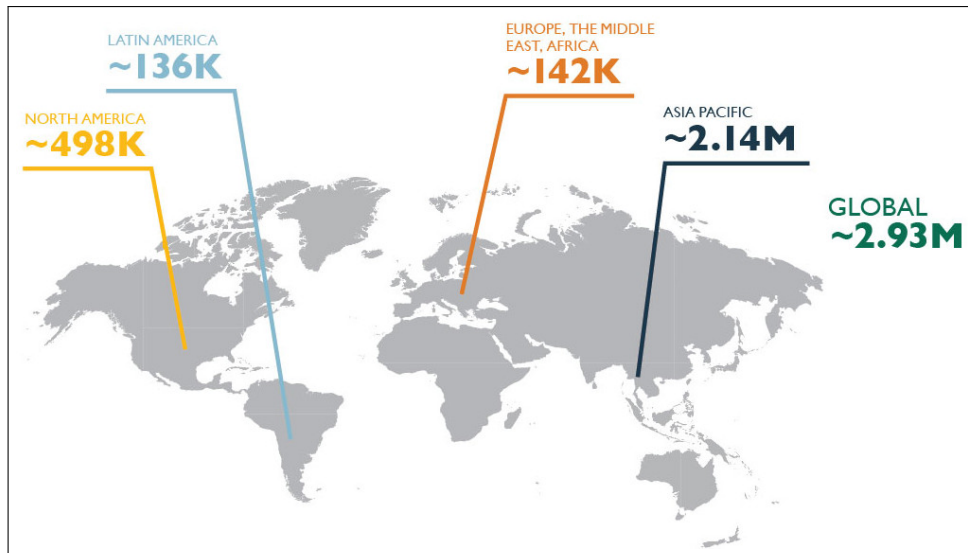 LATIN AMERICA
~136K
EUROPE, THE MIDDLE
EAST, AFRICA
~142K
NORTH AMERICA
~498K
ASIA PACIFIC
~2.14M
GLOBAL
~2.93M